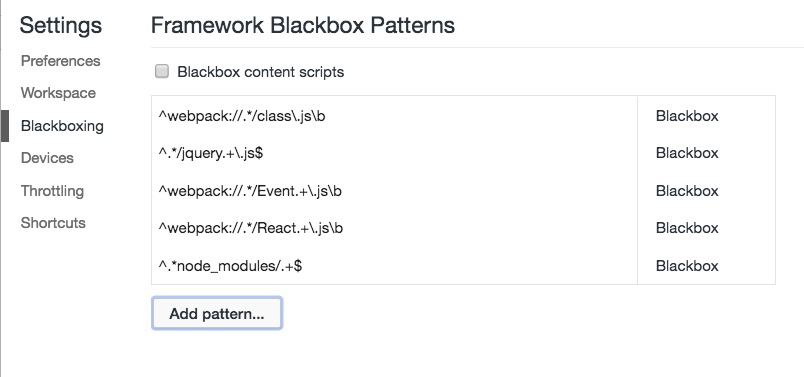 Settings
Preferences
Workspace
Blackboxing
Devices
Throttling
Shortcuts
Framework Blackbox Patterns
Blackbox content scripts
^webpack://.*/class\.js\b Blackbox
^.*/jquery.+\.js$ Blackbox
^webpack://.*/Event.+\.js\b Blackbox
^webpack://.*/React.+\.js\b Blackbox
^.*node_modules/.+$ Blackbox
Add pattern...